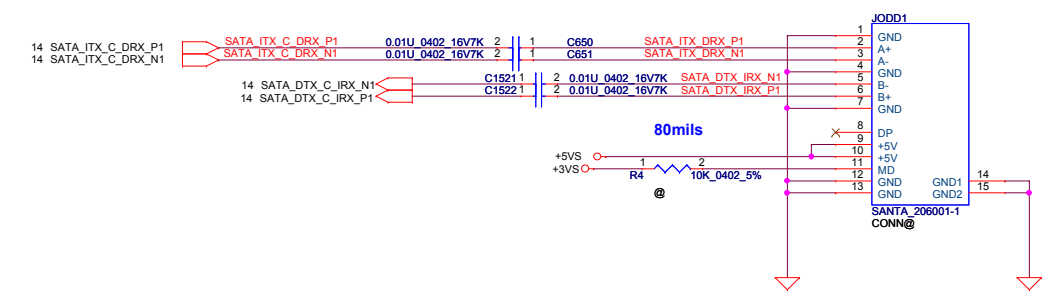 JODD1
14 SATA_ITX_C_DRX_P1 SATA_ITX_C_DRX_P1 0.01U_0402_16V7K 2 1 C650 SATA_ITX_DRX_P1
14 SATA_ITX_C_DRX_N1 SATA_ITX_C_DRX_N1 0.01U_0402_16V7K 2 1 C651 SATA_ITX_DRX_N1
14 SATA_DTX_C_IRX_N1 C1521 1 2 0.01U_0402_16V7K SATA_DTX_IRX_N1
14 SATA_DTX_C_IRX_P1 C1522 1 2 0.01U_0402_16V7K SATA_DTX_IRX_P1
1 GND
2 A+
3 A-
4 GND
5 B-
6 B+
7 GND
80mils
8 DP
9 +5V
+5VS 10 +5V
+3VS 1 2 11 MD
R4 10K_0402_5%
@
12 GND GND1 14
13 GND GND2 15
SANTA_206001-1
CONN@